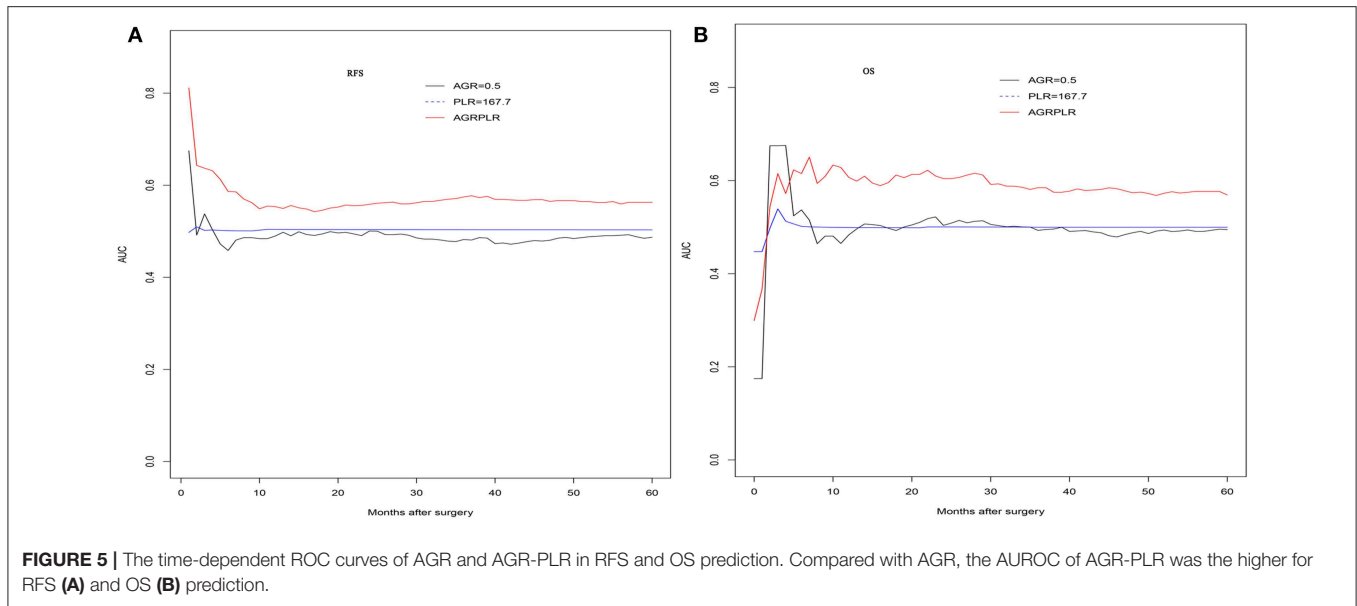 A
RFS
AGR=0.5
PLR=167.7
AGRPLR
0.8
0.6
0.4
0.2
0.0
AUC
0 10 20 30 40 50 60
Months after surgery
B
OS
AGR=0.5
PLR=167.7
AGRPLR
0.8
0.6
0.4
0.2
0.0
AUC
0 10 20 30 40 50 60
Months after surgery
FIGURE 5 | The time-dependent ROC curves of AGR and AGR-PLR in RFS and OS prediction. Compared with AGR, the AUROC of AGR-PLR was the higher for
RFS (A) and OS (B) prediction.